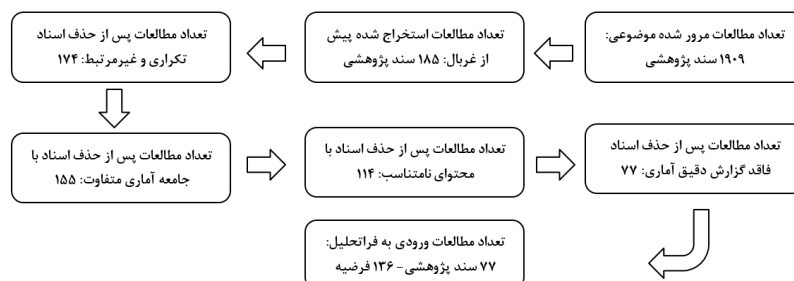 تعداد مطالعات مرور شده موضوعی:
۱۹۰۹ سند پژوهشی
تعداد مطالعات استخراج شده پیش
از غربال: ۱۸۵ سند پژوهشی
تعداد مطالعات پس از حذف اسناد
تکراری و غیرمرتبط: ۱۷۴
تعداد مطالعات پس از حذف اسناد با
جامعه آماری متفاوت: ۱۵۵
تعداد مطالعات پس از حذف اسناد با
محتوای نامتناسب: ۱۱۴
تعداد مطالعات پس از حذف اسناد
فاقد گزارش دقیق آماری: ۷۷
تعداد مطالعات ورودی به فراتحلیل:
۷۷ سند پژوهشی- ۱۳۶ فرضیه